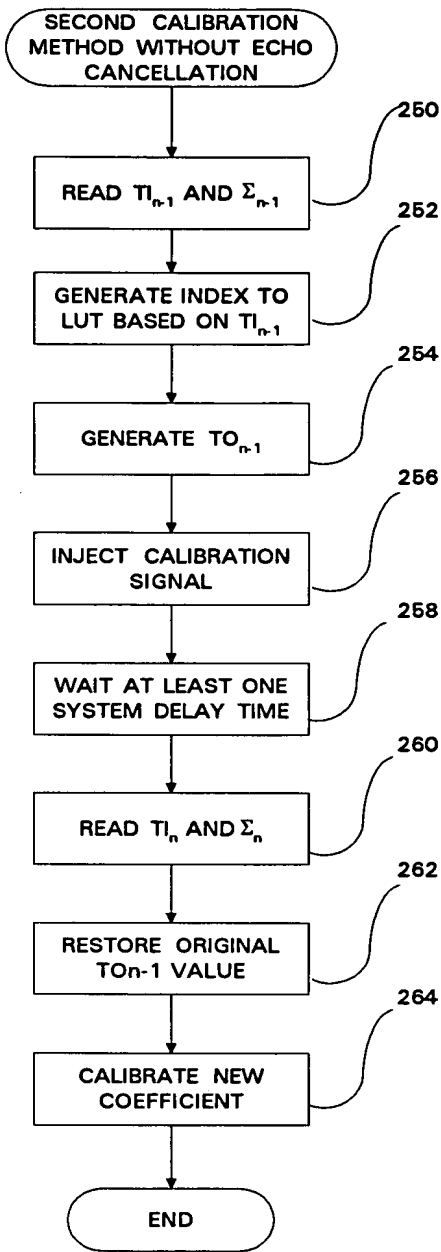 SECOND CALIBRATION
METHOD WITHOUT ECHO
CANCELLATION
250
READ TIₙ₋₁ AND Σₙ₋₁
252
GENERATE INDEX TO
LUT BASED ON TIₙ₋₁
254
GENERATE TOₙ₋₁
256
INJECT CALIBRATION
SIGNAL
258
WAIT AT LEAST ONE
SYSTEM DELAY TIME
260
READ TIₙ AND Σₙ
262
RESTORE ORIGINAL
TOn-1 VALUE
264
CALIBRATE NEW
COEFFICIENT
END